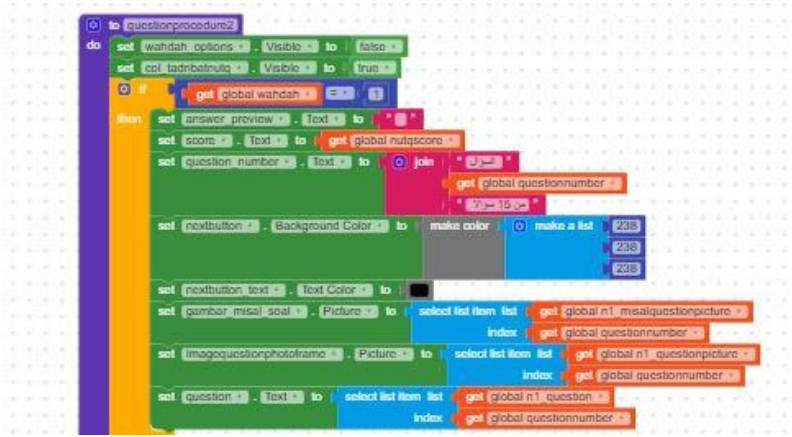 to questionprocedure2
do set wahdah_options . Visible to false
set col_tadribatnutq . Visible to true
if get global wahdah = 1
then set answer_preview . Text to " "
set score . Text to get global nutqscore
set question_number . Text to join " السؤال "
get global questionnumber
" من 15 سؤالا "
set nextbutton . Background Color to make color make a list 238
238
238
set nextbutton_text . Text Color to
set gambar_misal_soal . Picture to select list item list get global n1_misalquestionpicture
index get global questionnumber
set imagequestionphotoframe . Picture to select list item list get global n1_questionpicture
index get global questionnumber
set question . Text to select list item list get global n1_question
index get global questionnumber